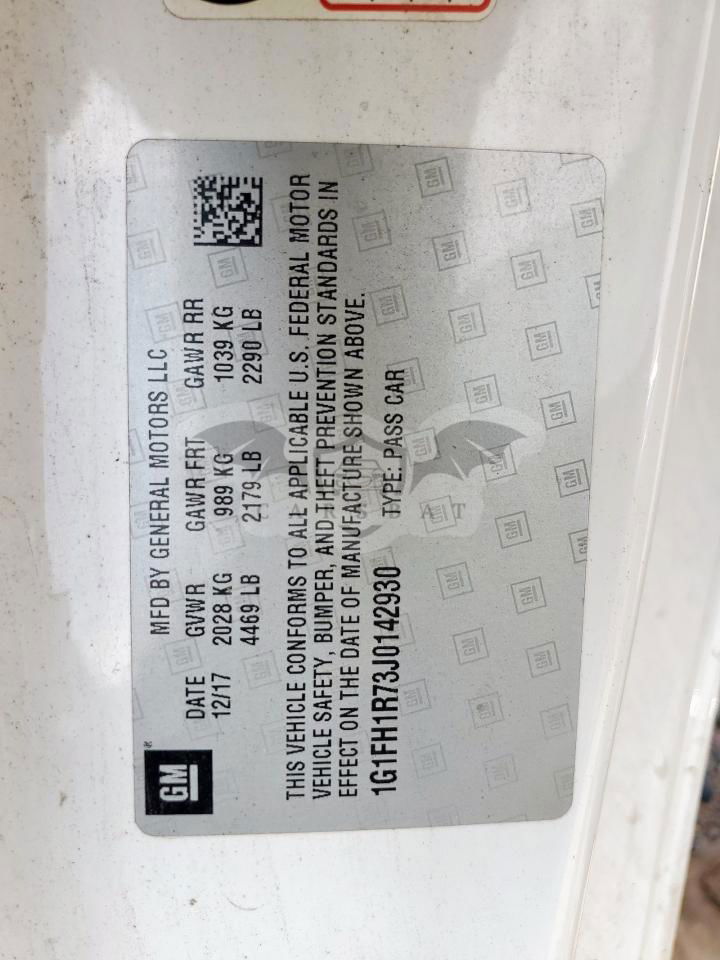 GM
MFD BY GENERAL MOTORS LLC
DATE GVWR GAWR FRT GAWR RR
12/17 2028 KG 989 KG 1039 KG
4469 LB 2179 LB 2290 LB
THIS VEHICLE CONFORMS TO ALL APPLICABLE U.S. FEDERAL MOTOR
VEHICLE SAFETY, BUMPER, AND THEFT PREVENTION STANDARDS IN
EFFECT ON THE DATE OF MANUFACTURE SHOWN ABOVE.
1G1FH1R73J0142930 TYPE: PASS CAR